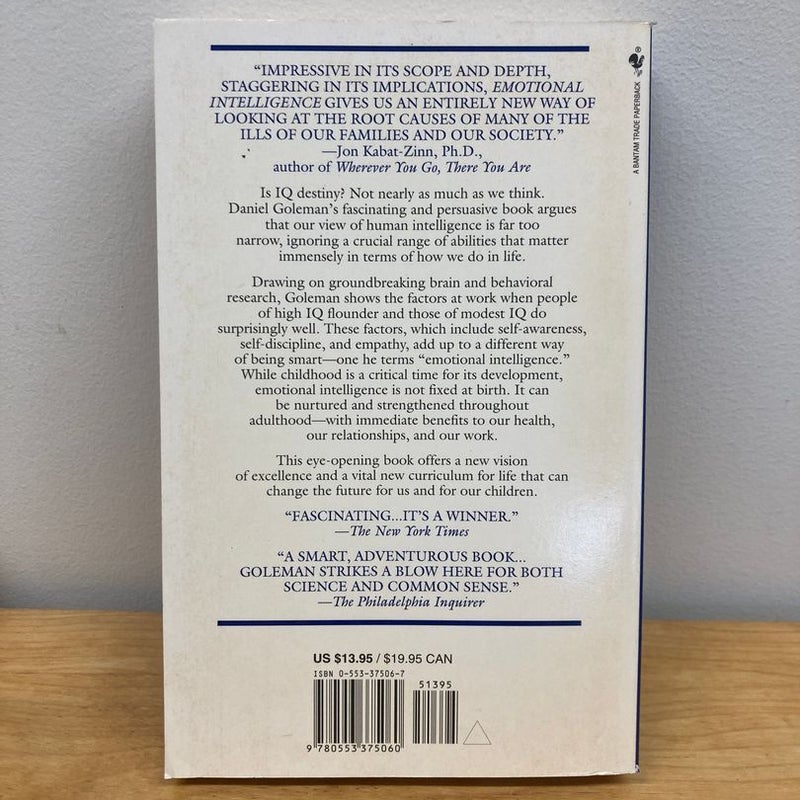 “IMPRESSIVE IN ITS SCOPE AND DEPTH,
STAGGERING IN ITS IMPLICATIONS, EMOTIONAL
INTELLIGENCE GIVES US AN ENTIRELY NEW WAY OF
LOOKING AT THE ROOT CAUSES OF MANY OF THE
ILLS OF OUR FAMILIES AND OUR SOCIETY.”
—Jon Kabat-Zinn, Ph.D.,
author of Wherever You Go, There You Are
Is IQ destiny? Not nearly as much as we think.
Daniel Goleman’s fascinating and persuasive book argues
that our view of human intelligence is far too
narrow, ignoring a crucial range of abilities that matter
immensely in terms of how we do in life.
Drawing on groundbreaking brain and behavioral
research, Goleman shows the factors at work when people
of high IQ flounder and those of modest IQ do
surprisingly well. These factors, which include self-awareness,
self-discipline, and empathy, add up to a different way
of being smart—one he terms “emotional intelligence.”
While childhood is a critical time for its development,
emotional intelligence is not fixed at birth. It can
be nurtured and strengthened throughout
adulthood—with immediate benefits to our health,
our relationships, and our work.
This eye-opening book offers a new vision
of excellence and a vital new curriculum for life that can
change the future for us and for our children.
“FASCINATING...IT’S A WINNER.”
—The New York Times
“A SMART, ADVENTUROUS BOOK...
GOLEMAN STRIKES A BLOW HERE FOR BOTH
SCIENCE AND COMMON SENSE.”
—The Philadelphia Inquirer
US $13.95 / $19.95 CAN
ISBN 0-553-37506-7
51395
9 780553 375060
A BANTAM TRADE PAPERBACK
®